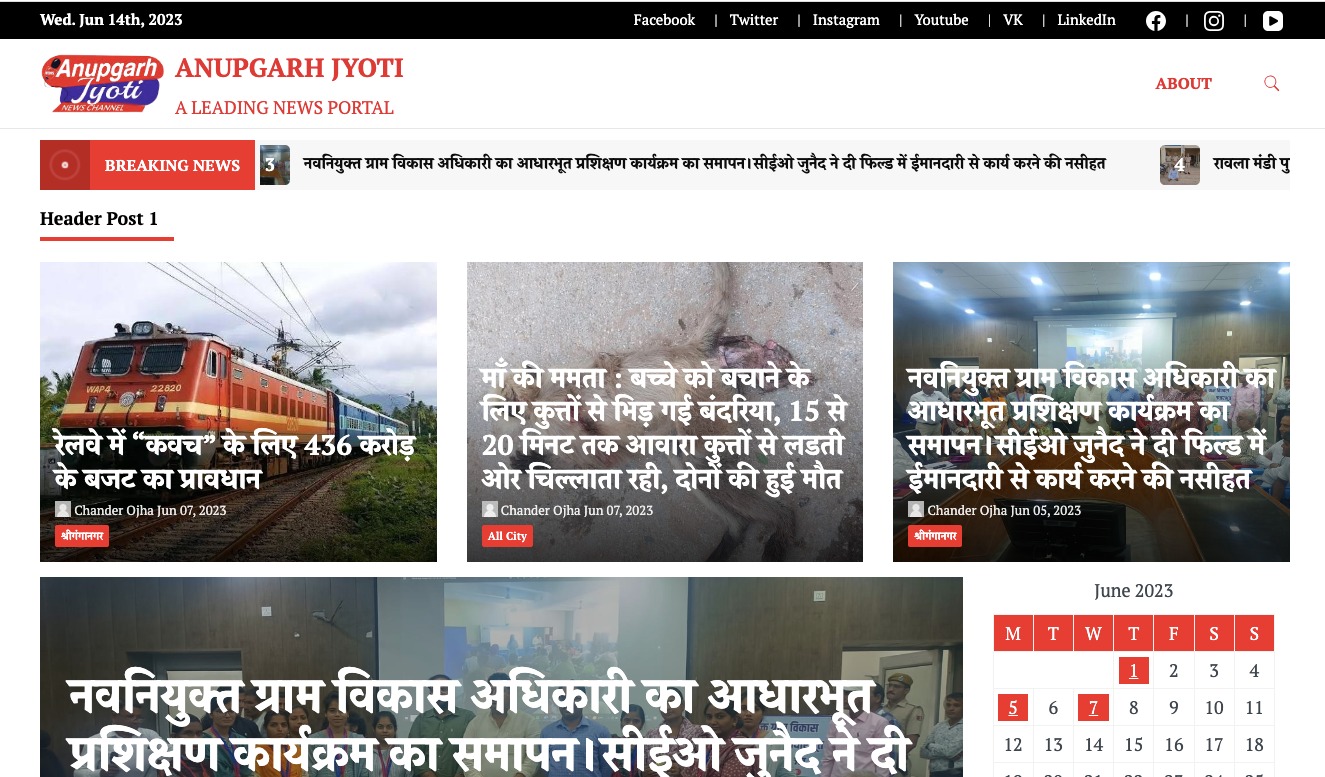 Wed. Jun 14th, 2023
Facebook | Twitter | Instagram | Youtube | VK | LinkedIn | |
Anupgarh
Jyoti
NEWS CHANNEL
ANUPGARH JYOTI
A LEADING NEWS PORTAL
ABOUT
BREAKING NEWS
3 नवनियुक्त ग्राम विकास अधिकारी का आधारभूत प्रशिक्षण कार्यक्रम का समापन।सीईओ जुनैद ने दी फिल्ड में ईमानदारी से कार्य करने की नसीहत
4 रावला मंडी पु
Header Post 1
WAP4 22820
रेलवे में “कवच” के लिए 436 करोड़
के बजट का प्रावधान
Chander Ojha Jun 07, 2023
श्रीगंगानगर
माँ की ममता : बच्चे को बचाने के
लिए कुत्तों से भिड़ गई बंदरिया, 15 से
20 मिनट तक आवारा कुत्तों से लडती
ओर चिल्लाता रही, दोनों की हुई मौत
Chander Ojha Jun 07, 2023
All City
नवनियुक्त ग्राम विकास अधिकारी का
आधारभूत प्रशिक्षण कार्यक्रम का
समापन।सीईओ जुनैद ने दी फिल्ड में
ईमानदारी से कार्य करने की नसीहत
Chander Ojha Jun 05, 2023
श्रीगंगानगर
नवनियुक्त ग्राम विकास अधिकारी का आधारभूत
प्रशिक्षण कार्यक्रम का समापन।सीईओ जुनैद ने दी
June 2023
M T W T F S S
1 2 3 4
5 6 7 8 9 10 11
12 13 14 15 16 17 18